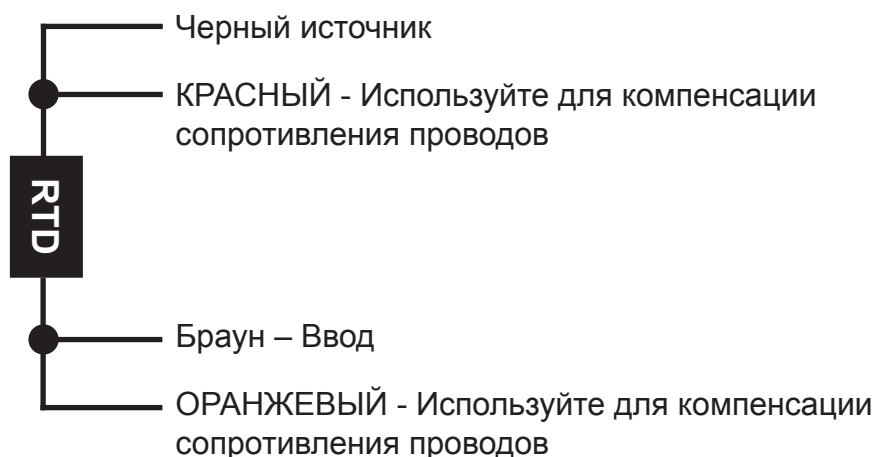 Черный источник
КРАСНЫЙ - Используйте для компенсации
сопротивления проводов
RTD
Браун – Ввод
ОРАНЖЕВЫЙ - Используйте для компенсации
сопротивления проводов